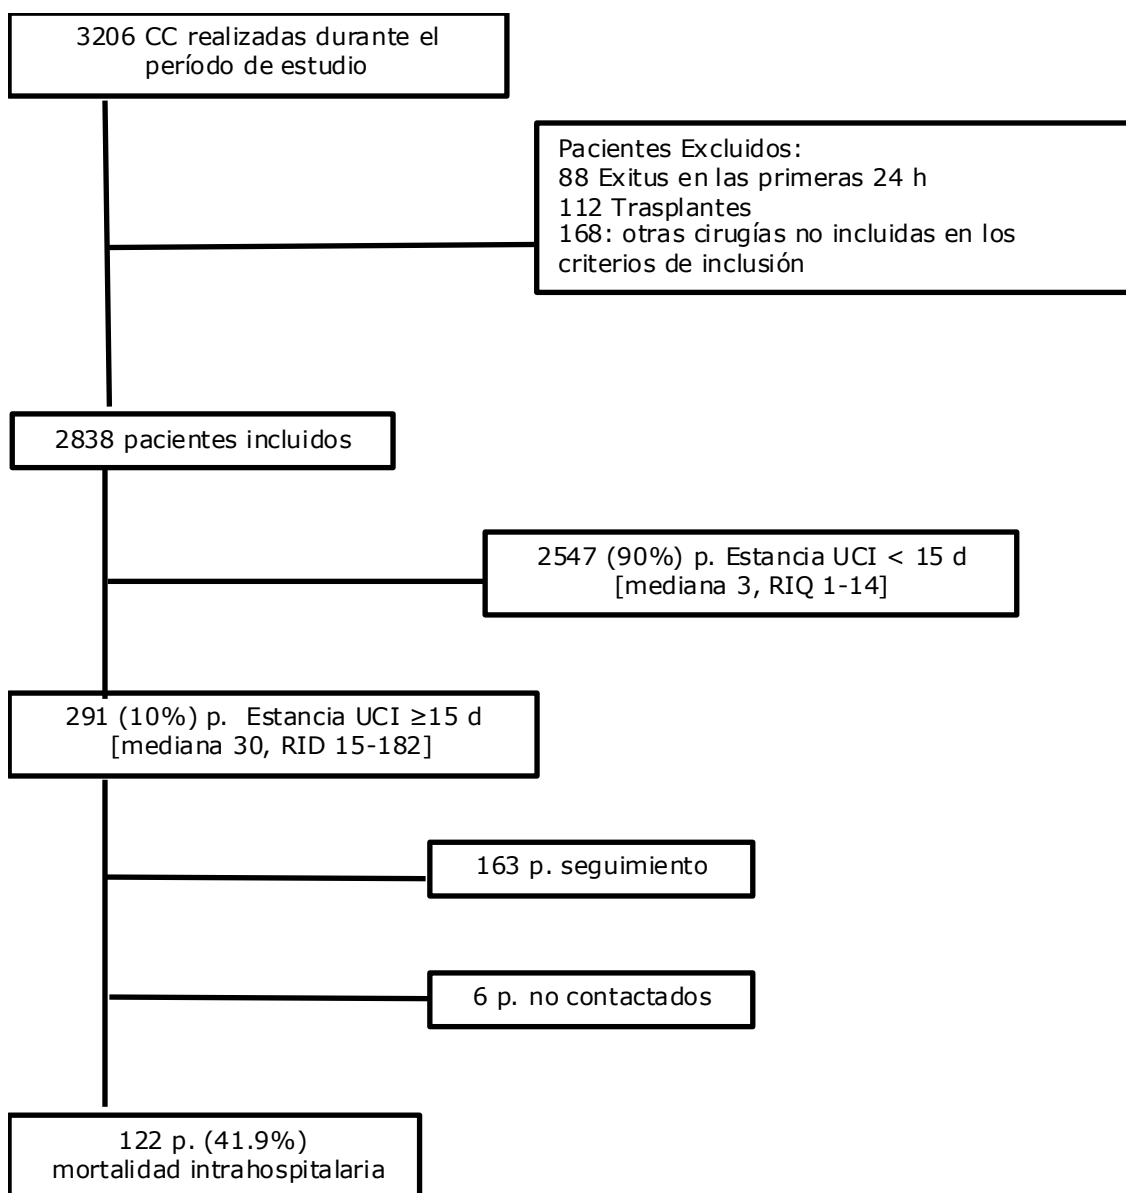 3206 CC realizadas durante el
período de estudio
Pacientes Excluidos:
88 Exitus en las primeras 24 h
112 Trasplantes
168: otras cirugías no incluidas en los
criterios de inclusión
2838 pacientes incluidos
2547 (90%) p. Estancia UCI < 15 d
[mediana 3, RIQ 1-14]
291 (10%) p. Estancia UCI ≥15 d
[mediana 30, RID 15-182]
163 p. seguimiento
6 p. no contactados
122 p. (41.9%)
mortalidad intrahospitalaria